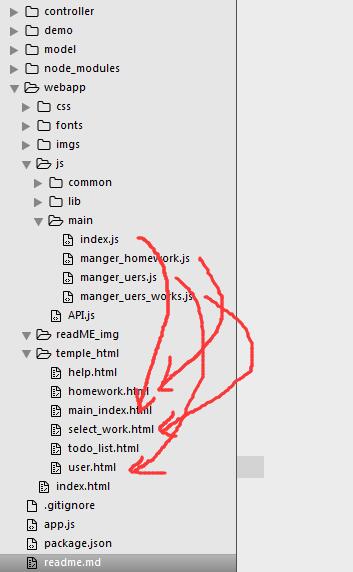 controller
demo
model
node_modules
webapp
css
fonts
imgs
js
common
lib
main
index.js
manger_homework.js
manger_uers.js
manger_uers_works.js
API.js
readME_img
temple_html
help.html
homework.html
main_index.html
select_work.html
todo_list.html
user.html
index.html
.gitignore
app.js
package.json
readme.md